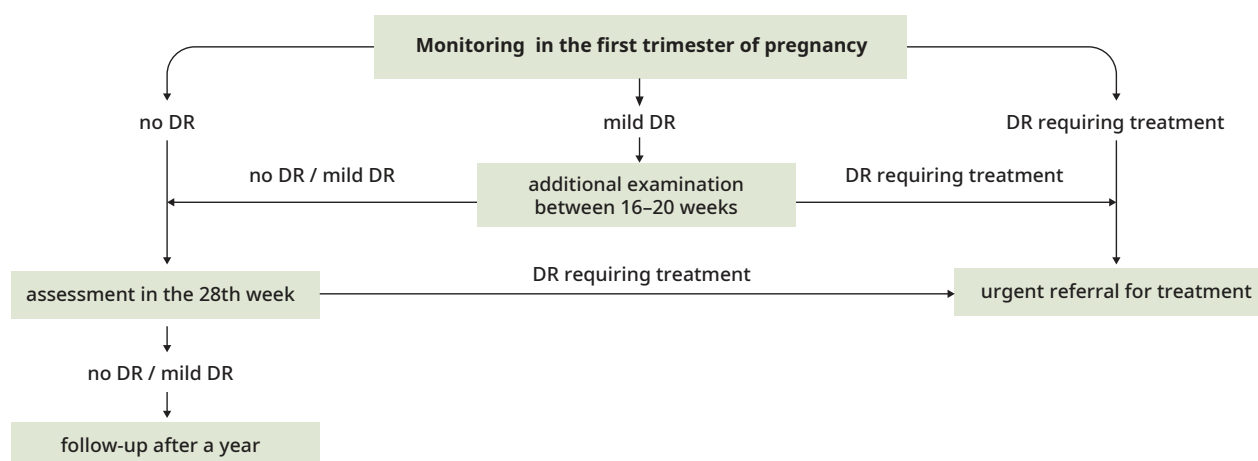 Monitoring in the first trimester of pregnancy
no DR
mild DR
DR requiring treatment
no DR / mild DR
additional examination
between 16–20 weeks
DR requiring treatment
assessment in the 28th week
DR requiring treatment
urgent referral for treatment
no DR / mild DR
follow-up after a year